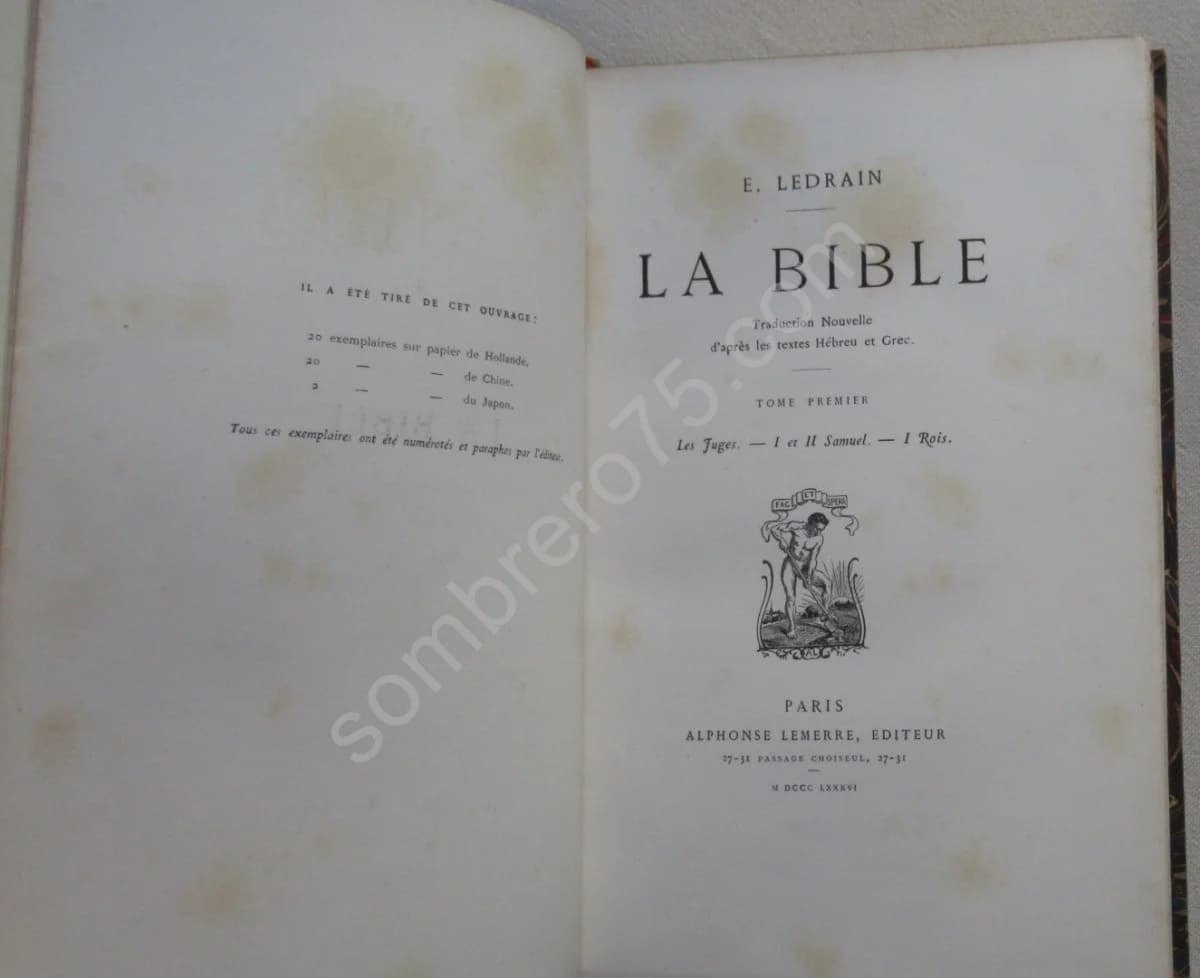 IL A ÉTÉ TIRÉ DE CET OUVRAGE:
20 exemplaires sur papier de Hollande.
20 — — de Chine.
2 — — du Japon.
Tous ces exemplaires ont été numérotés et paraphés par l'éditeur.
E. LEDRAIN
LA BIBLE
Traduction Nouvelle
d'après les textes Hébreu et Grec.
TOME PREMIER
Les Juges. — I et II Samuel. — I Rois.
FAC ET SPERA
AL
PARIS
ALPHONSE LEMERRE, ÉDITEUR
27-31 PASSAGE CHOISEUL, 27-31
M DCCC LXXXVI
sombrero75.com